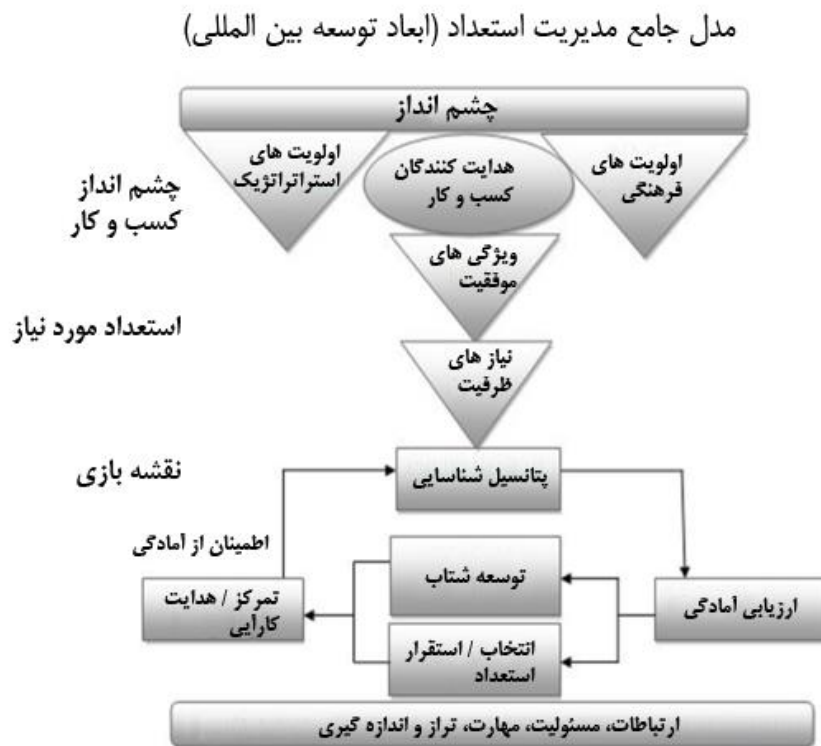 مدل جامع مدیریت استعداد (ابعاد توسعه بین المللی)
چشم انداز
اولویت های
فرهنگی
هدایت کنندگان
کسب و کار
اولویت های
استراتراتژیک
چشم انداز
کسب و کار
ویژگی های
موفقیت
استعداد مورد نیاز
نیاز های
ظرفیت
نقشه بازی
پتانسیل شناسایی
اطمینان از آمادگی
توسعه شتاب
ارزیابی آمادگی
تمرکز / هدایت
کارآیی
انتخاب / استقرار
استعداد
ارتباطات، مسئولیت، مهارت، تراز و اندازه گیری